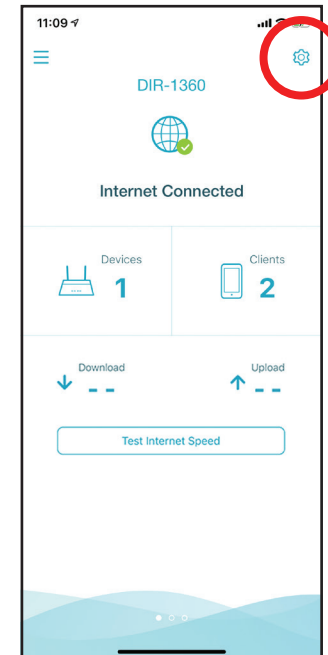 11:09
DIR-1360
Internet Connected
Devices
1
Clients
2
Download
- -
Upload
- -
Test Internet Speed